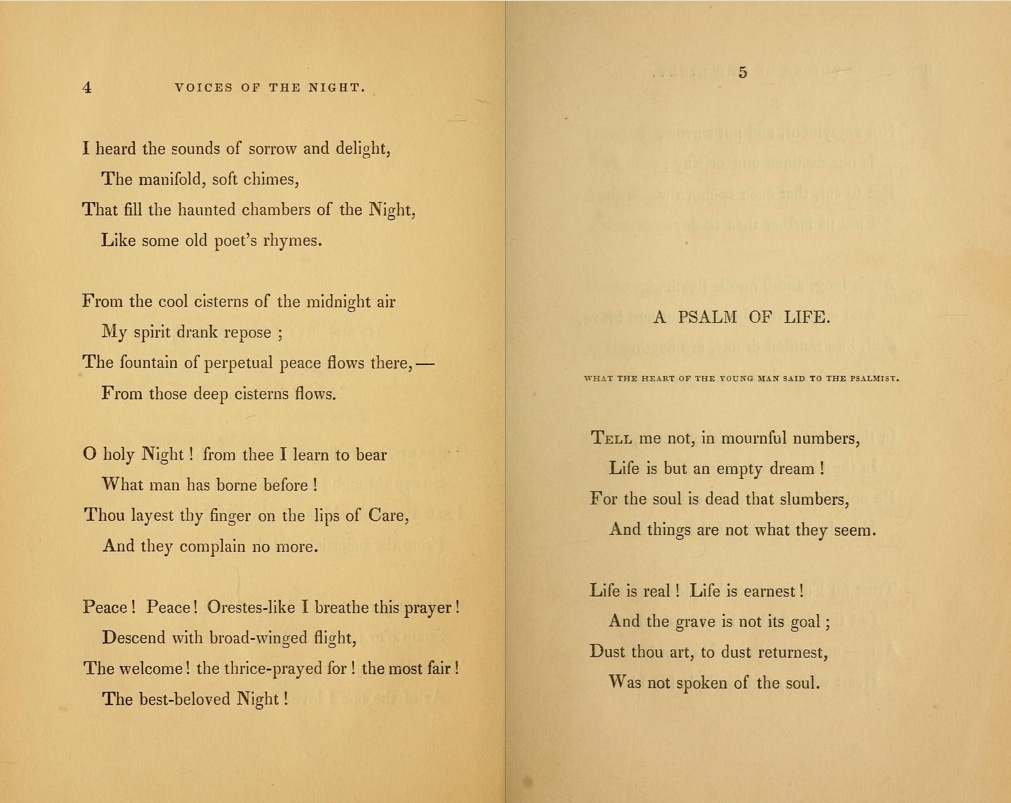 4 VOICES OF THE NIGHT.
I heard the sounds of sorrow and delight,
The manifold, soft chimes,
That fill the haunted chambers of the Night,
Like some old poet's rhymes.
From the cool cisterns of the midnight air
My spirit drank repose ;
The fountain of perpetual peace flows there,—
From those deep cisterns flows.
O holy Night ! from thee I learn to bear
What man has borne before !
Thou layest thy finger on the lips of Care,
And they complain no more.
Peace ! Peace ! Orestes-like I breathe this prayer !
Descend with broad-winged flight,
The welcome ! the thrice-prayed for ! the most fair !
The best-beloved Night !
5
A PSALM OF LIFE.
WHAT THE HEART OF THE YOUNG MAN SAID TO THE PSALMIST.
TELL me not, in mournful numbers,
Life is but an empty dream !
For the soul is dead that slumbers,
And things are not what they seem.
Life is real ! Life is earnest !
And the grave is not its goal ;
Dust thou art, to dust returnest,
Was not spoken of the soul.